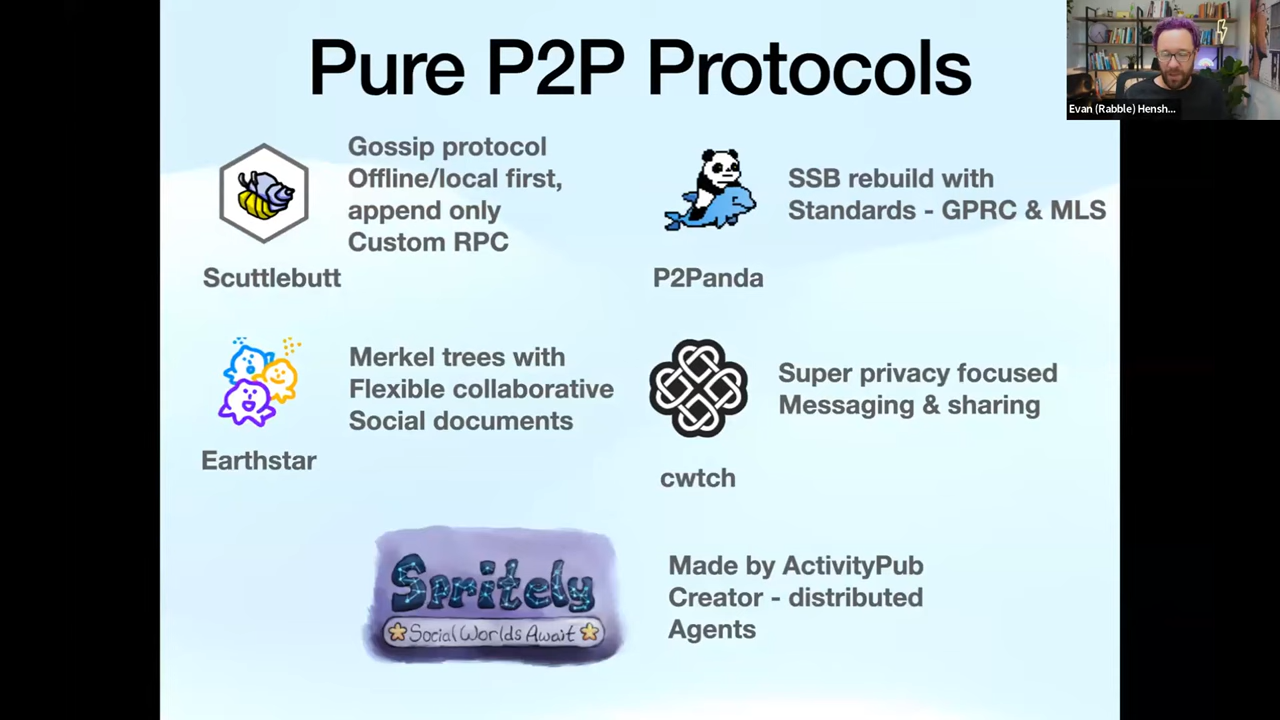 Pure P2P Protocols
Evan (Rabble) Hensh...
Gossip protocol
Offline/local first,
append only
Custom RPC
Scuttlebutt
SSB rebuild with
Standards - GPRC & MLS
P2Panda
Merkel trees with
Flexible collaborative
Social documents
Earthstar
Super privacy focused
Messaging & sharing
cwtch
Spritely
Social Worlds Await
Made by ActivityPub
Creator - distributed
Agents